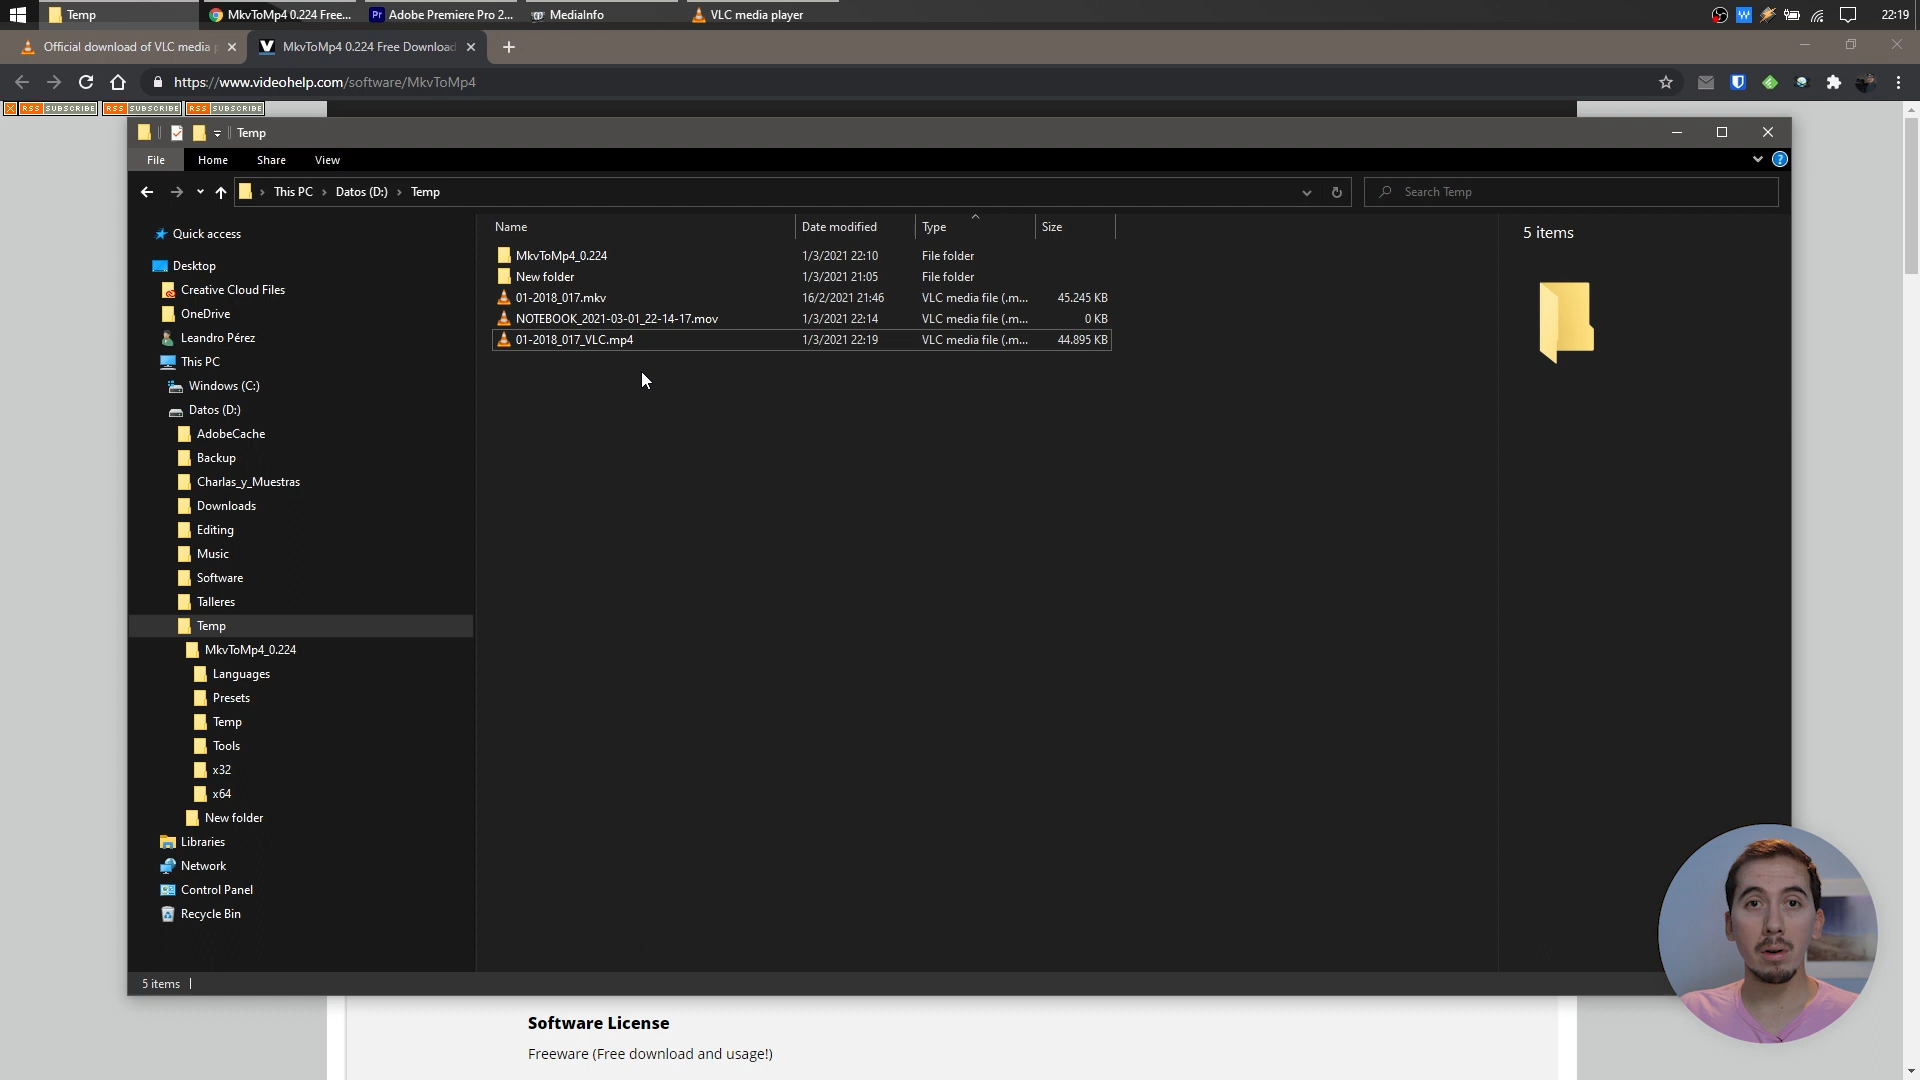 Temp
MkvToMp4 0.224 Free...
Pr Adobe Premiere Pro 2...
MediaInfo
VLC media player
22:19
Official download of VLC media p
MkvToMp4 0.224 Free Download
https://www.videohelp.com/software/MkvToMp4
RSS SUBSCRIBE
RSS SUBSCRIBE
RSS SUBSCRIBE
Temp
File
Home
Share
View
This PC
Datos (D:)
Temp
Search Temp
Name
Date modified
Type
Size
MkvToMp4_0.224 1/3/2021 22:10 File folder
New folder 1/3/2021 21:05 File folder
01-2018_017.mkv 16/2/2021 21:46 VLC media file (.m... 45.245 KB
NOTEBOOK_2021-03-01_22-14-17.mov 1/3/2021 22:14 VLC media file (.m... 0 KB
01-2018_017_VLC.mp4 1/3/2021 22:19 VLC media file (.m... 44.895 KB
5 items
Quick access
Desktop
Creative Cloud Files
OneDrive
Leandro Pérez
This PC
Windows (C:)
Datos (D:)
AdobeCache
Backup
Charlas_y_Muestras
Downloads
Editing
Music
Software
Talleres
Temp
MkvToMp4_0.224
Languages
Presets
Temp
Tools
x32
x64
New folder
Libraries
Network
Control Panel
Recycle Bin
5 items
Software License
Freeware (Free download and usage!)